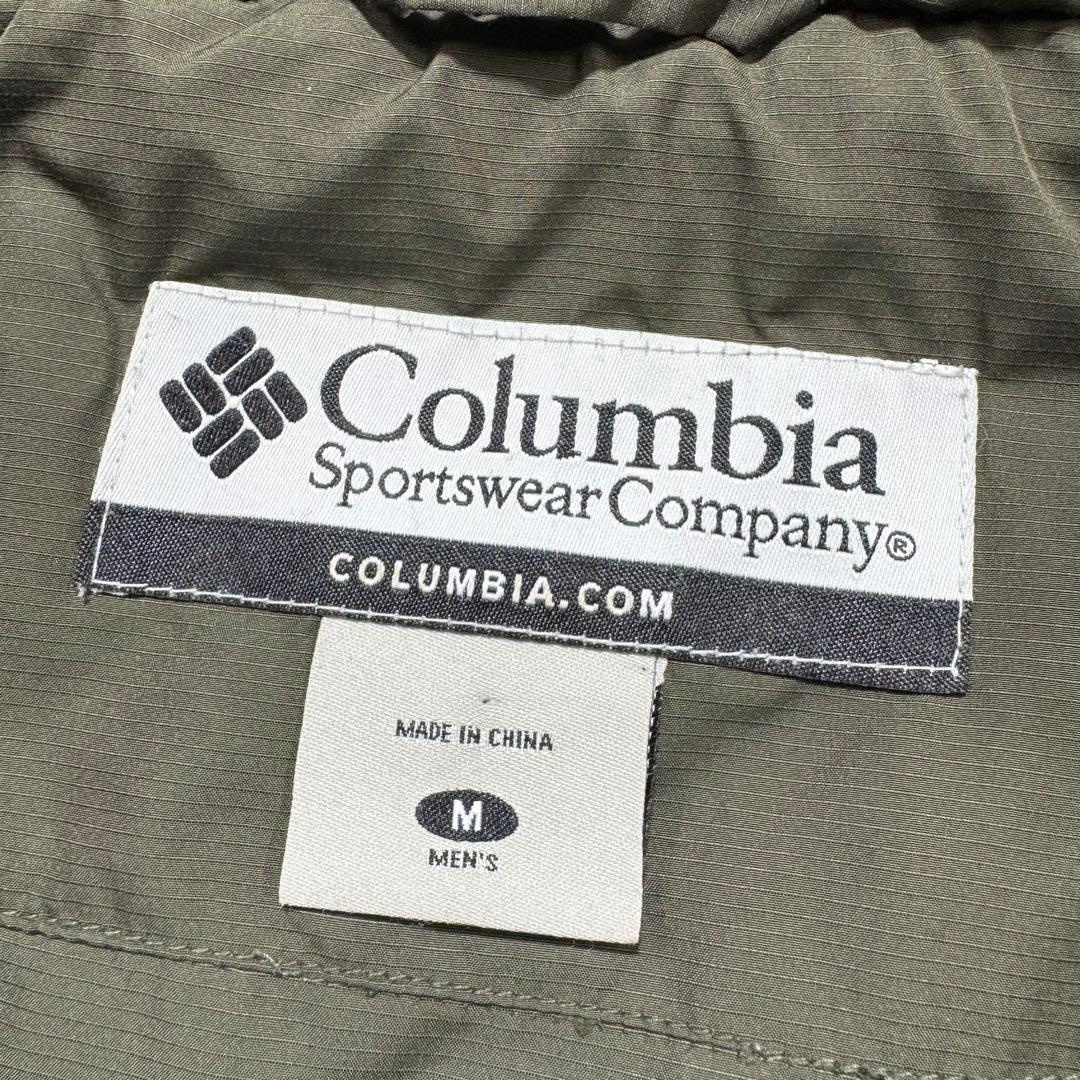 Columbia
Sportswear Company®
COLUMBIA.COM
MADE IN CHINA
M
MEN'S